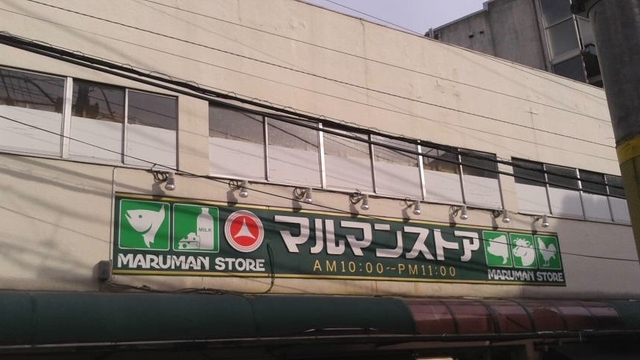 MILK
マルマンストア
AM10:00~PM11:00
MARUMAN STORE
MARUMAN STORE